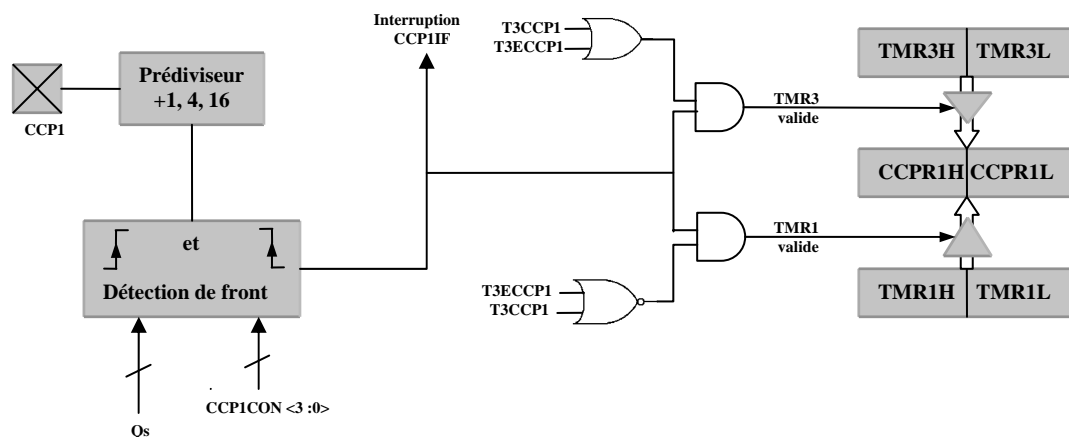 Interruption
CCP1IF
T3CCP1
T3ECCP1
TMR3H TMR3L
Prédiviseur
+1, 4, 16
CCP1
TMR3
valide
CCPR1H CCPR1L
et
Détection de front
TMR1
valide
T3ECCP1
T3CCP1
TMR1H TMR1L
CCP1CON <3 :0>
Qs